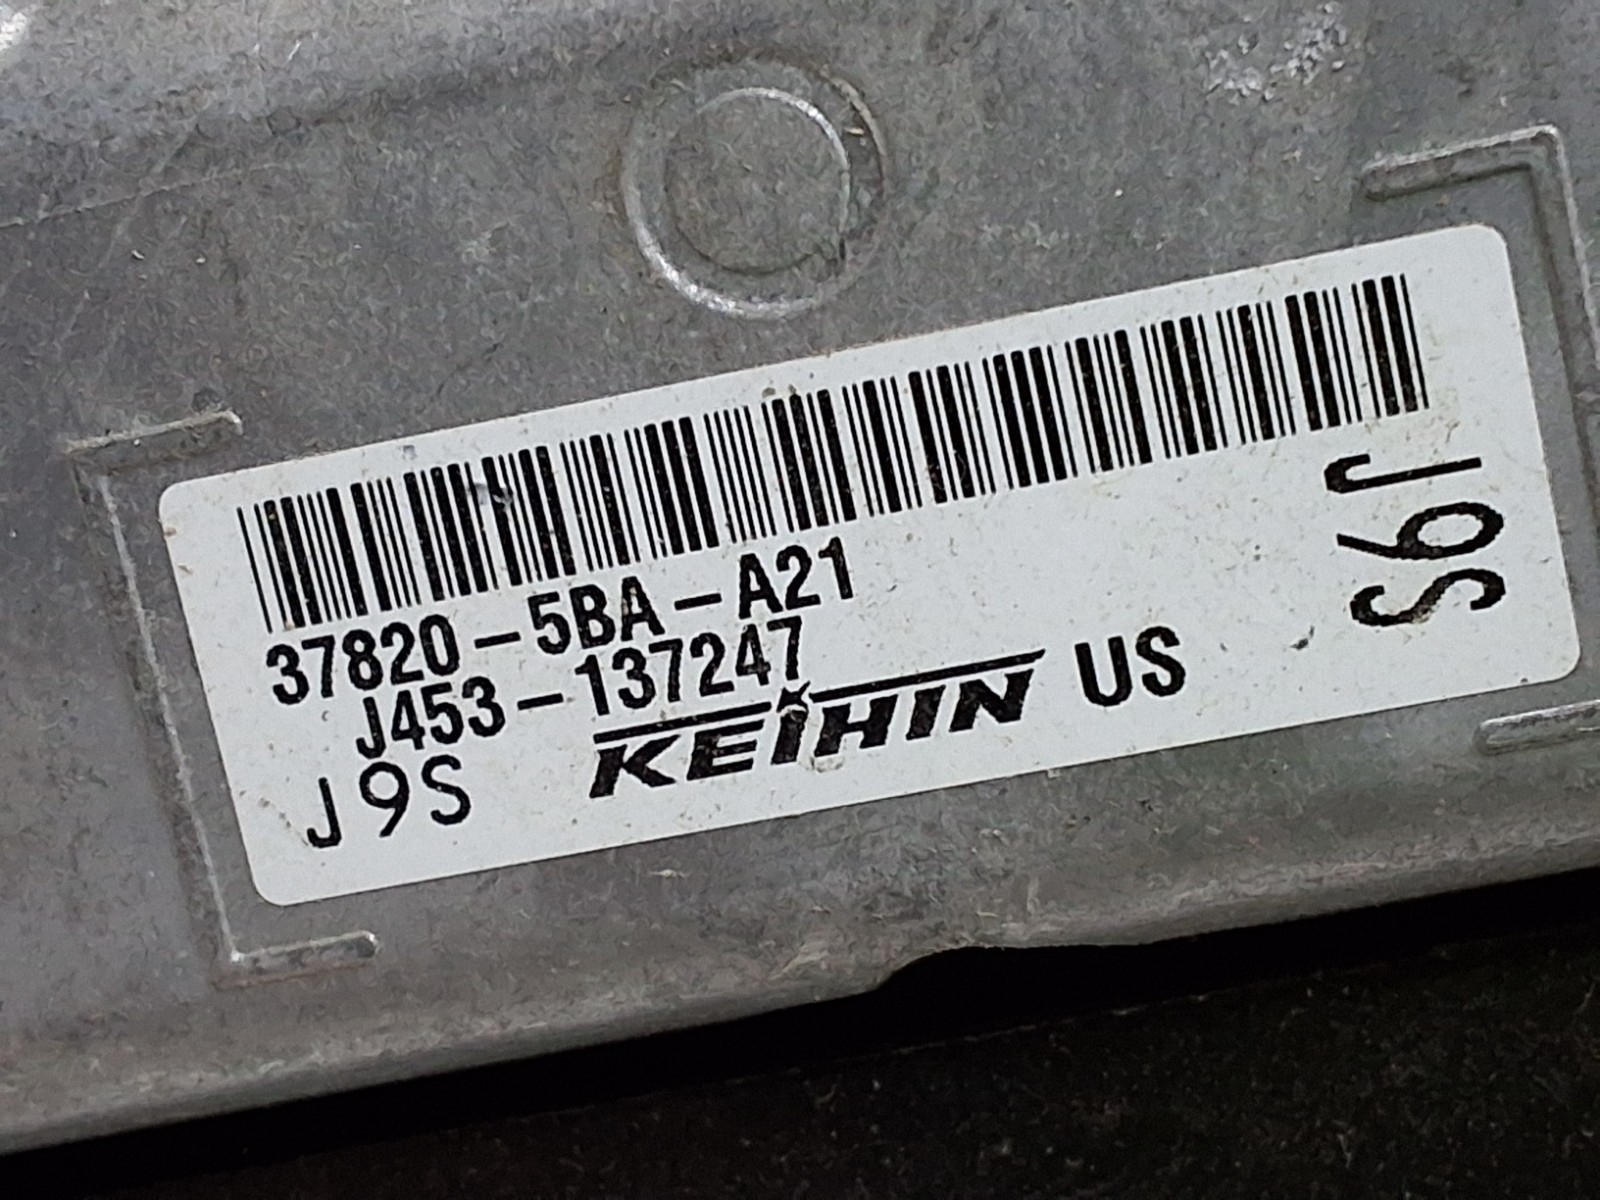 37820-5BA-A21
J453-137247
J9S KEIHIN US
J9S